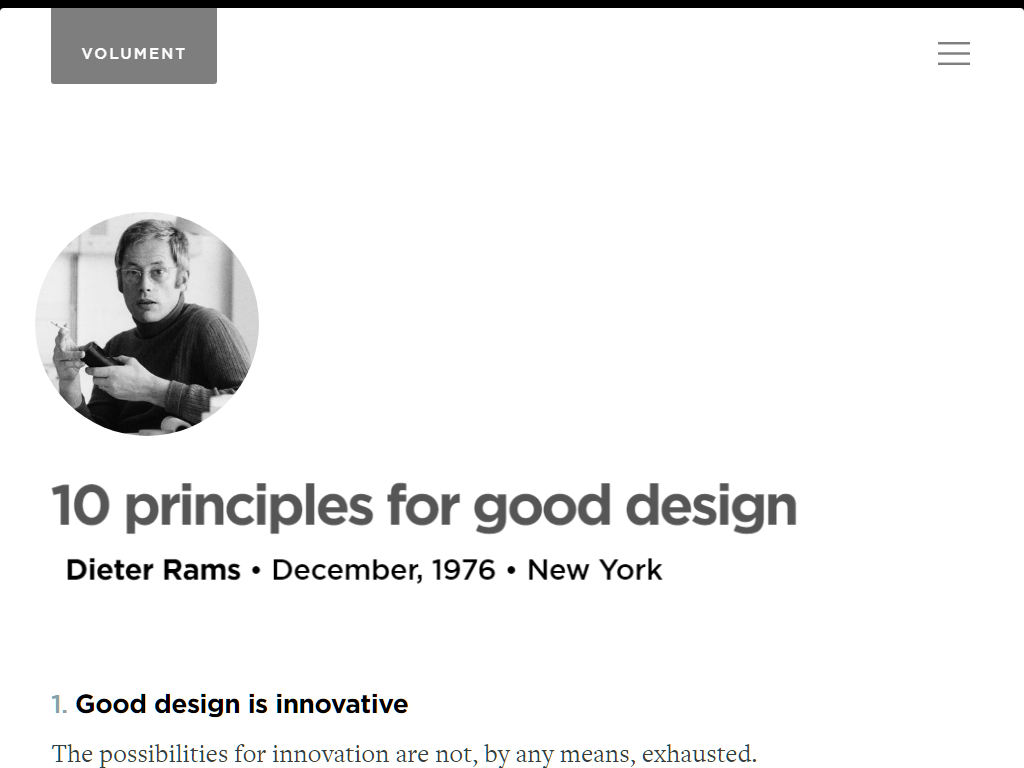 VOLUMENT
10 principles for good design
Dieter Rams • December, 1976 • New York
1. Good design is innovative
The possibilities for innovation are not, by any means, exhausted.